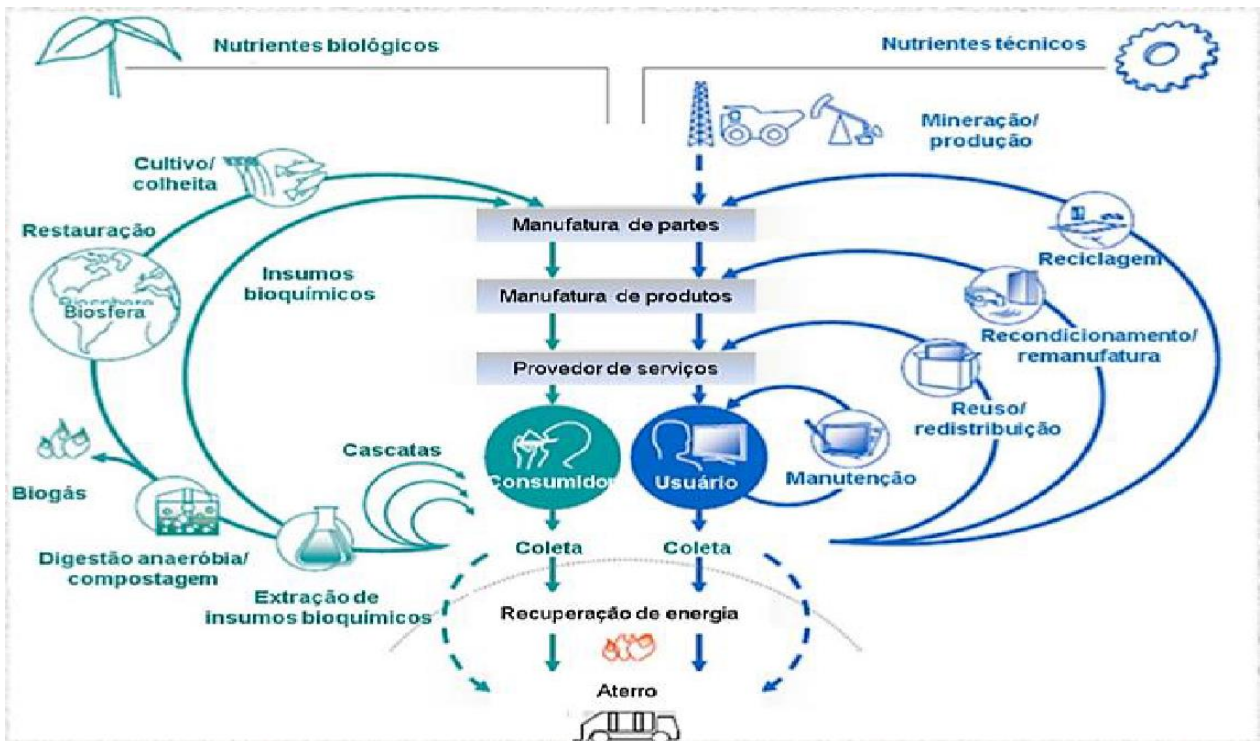 Nutrientes biológicos
Nutrientes técnicos
Mineração/
produção
Cultivo/
colheita
Restauração
Manufatura de partes
Reciclagem
Insumos
bioquímicos
Biosfera
Manufatura de produtos
Recondicionamento/
remanufatura
Provedor de serviços
Reuso/
redistribuição
Cascatas
Consumidor
Usuário
Manutenção
Biogás
Coleta
Coleta
Digestão anaeróbia/
compostagem
Extração de
insumos bioquímicos
Recuperação de energia
Aterro